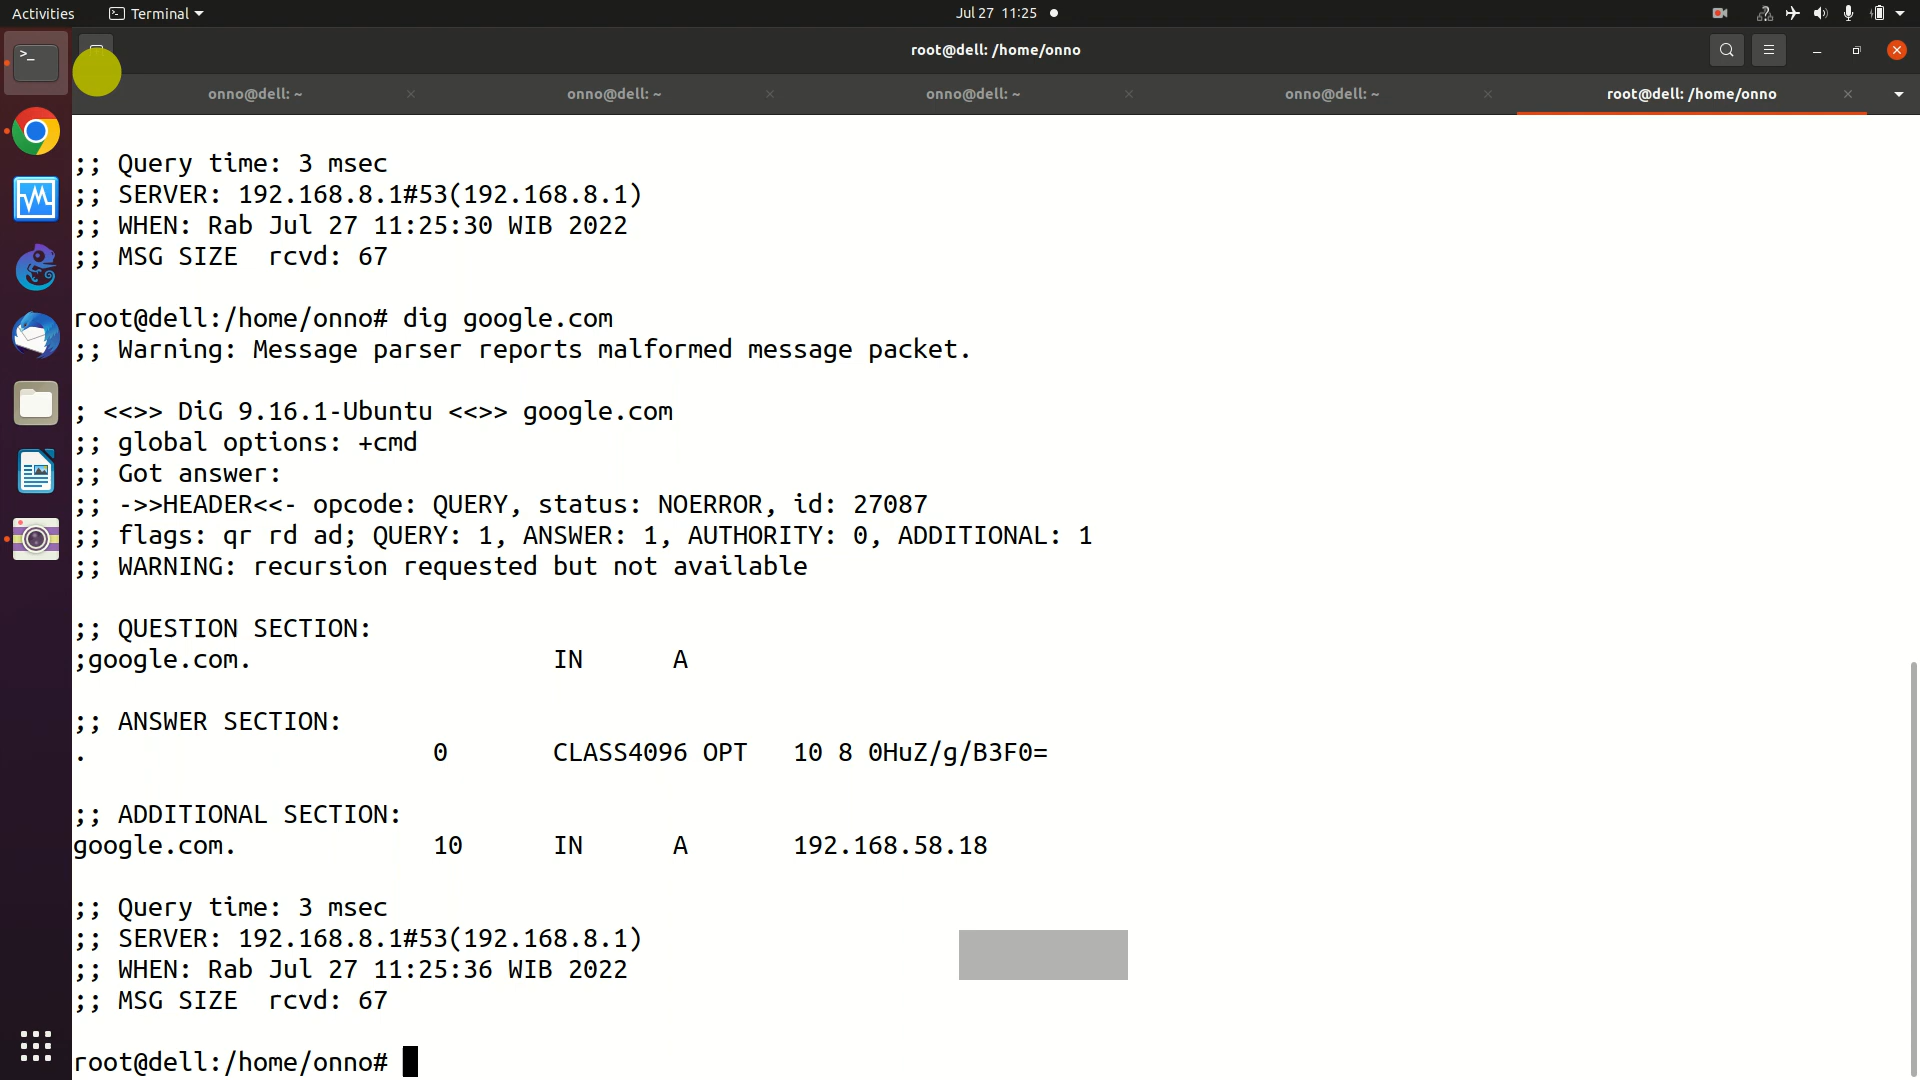 Activities Terminal Jul 27 11:25
root@dell: /home/onno
onno@dell: ~ onno@dell: ~ onno@dell: ~ onno@dell: ~ root@dell: /home/onno
;; Query time: 3 msec
;; SERVER: 192.168.8.1#53(192.168.8.1)
;; WHEN: Rab Jul 27 11:25:30 WIB 2022
;; MSG SIZE  rcvd: 67
root@dell:/home/onno# dig google.com
;; Warning: Message parser reports malformed message packet.
; <<>> DiG 9.16.1-Ubuntu <<>> google.com
;; global options: +cmd
;; Got answer:
;; ->>HEADER<<- opcode: QUERY, status: NOERROR, id: 27087
;; flags: qr rd ad; QUERY: 1, ANSWER: 1, AUTHORITY: 0, ADDITIONAL: 1
;; WARNING: recursion requested but not available
;; QUESTION SECTION:
;google.com. IN A
;; ANSWER SECTION:
. 0 CLASS4096 OPT 10 8 0HuZ/g/B3F0=
;; ADDITIONAL SECTION:
google.com. 10 IN A 192.168.58.18
;; Query time: 3 msec
;; SERVER: 192.168.8.1#53(192.168.8.1)
;; WHEN: Rab Jul 27 11:25:36 WIB 2022
;; MSG SIZE  rcvd: 67
root@dell:/home/onno#